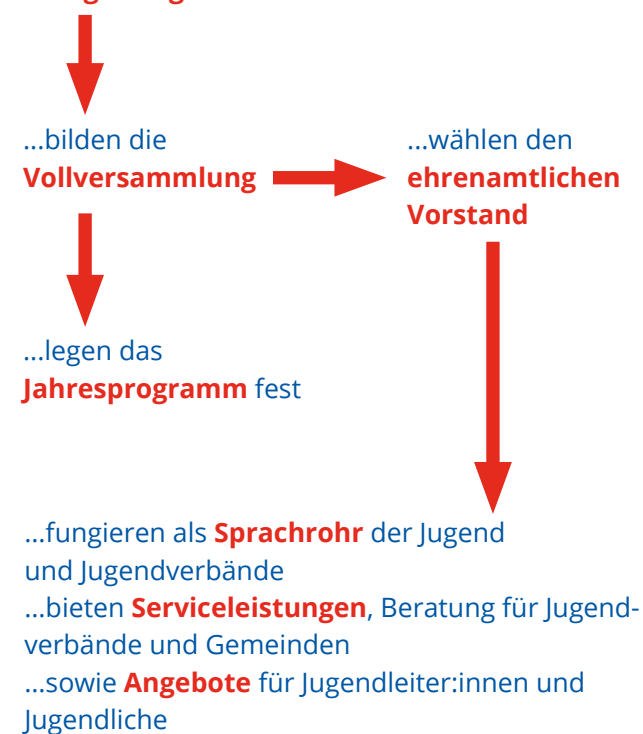 ...bilden die
Vollversammlung
...wählen den
ehrenamtlichen
Vorstand
...legen das
Jahresprogramm fest
...fungieren als Sprachrohr der Jugend
und Jugendverbände
...bieten Serviceleistungen, Beratung für Jugend-
verbände und Gemeinden
...sowie Angebote für Jugendleiter:innen und
Jugendliche